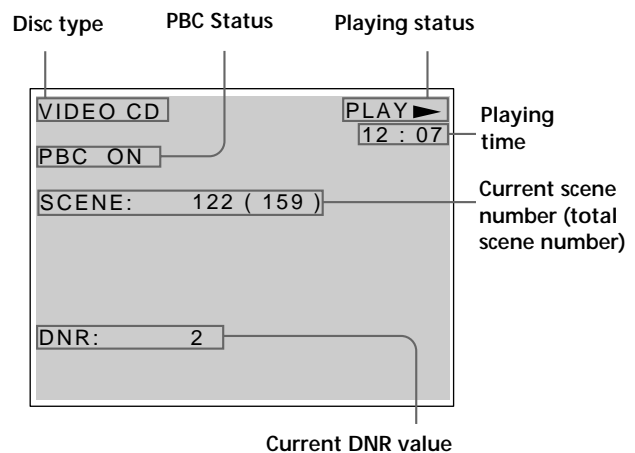 Disc type
PBC Status
Playing status
VIDEO CD
PLAY
12 : 07
Playing
time
PBC ON
SCENE: 122 ( 159 )
Current scene
number (total
scene number)
DNR: 2
Current DNR value